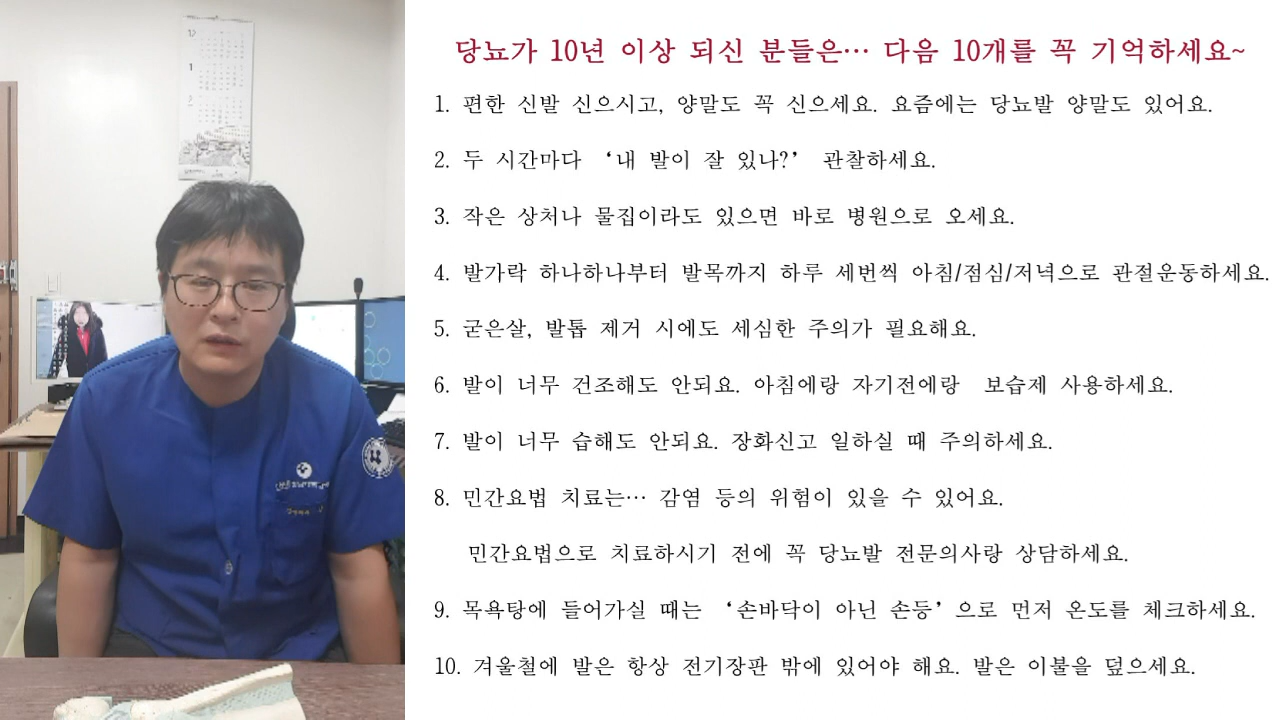 당뇨가 10년 이상 되신 분들은… 다음 10개를 꼭 기억하세요~
1. 편한 신발 신으시고, 양말도 꼭 신으세요. 요즘에는 당뇨발 양말도 있어요.
2. 두 시간마다 ‘내 발이 잘 있나?’ 관찰하세요.
3. 작은 상처나 물집이라도 있으면 바로 병원으로 오세요.
4. 발가락 하나하나부터 발목까지 하루 세번씩 아침/점심/저녁으로 관절운동하세요.
5. 굳은살, 발톱 제거 시에도 세심한 주의가 필요해요.
6. 발이 너무 건조해도 안되요. 아침에랑 자기전에랑 보습제 사용하세요.
7. 발이 너무 습해도 안되요. 장화신고 일하실 때 주의하세요.
8. 민간요법 치료는… 감염 등의 위험이 있을 수 있어요.
민간요법으로 치료하시기 전에 꼭 당뇨발 전문의사랑 상담하세요.
9. 목욕탕에 들어가실 때는 ‘손바닥이 아닌 손등’으로 먼저 온도를 체크하세요.
10. 겨울철에 발은 항상 전기장판 밖에 있어야 해요. 발은 이불을 덮으세요.